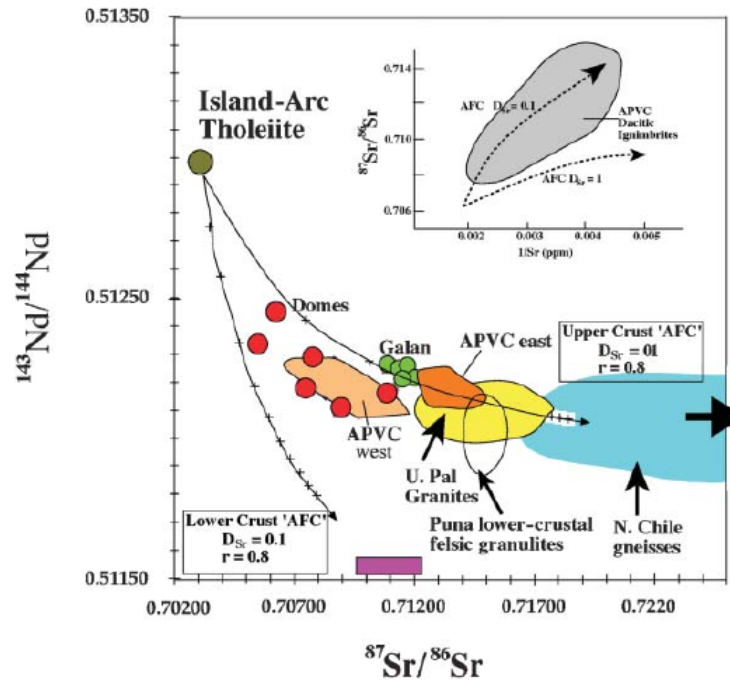 0.51350
0.51250
0.51150
¹⁴³Nd/¹⁴⁴Nd
Island-Arc
Tholeiite
0.714
0.710
0.706
⁸⁷Sr/⁸⁶Sr
AFC D_Sr = 0.1
APVC
Dacitic
Ignimbrites
AFC D_Sr = 1
0.002
0.003
0.004
0.005
1/Sr (ppm)
Domes
Galan
APVC east
Upper Crust 'AFC'
D_Sr = 01
r = 0.8
APVC
west
U. Pal
Granites
Puna lower-crustal
felsic granulites
N. Chile
gneisses
Lower Crust 'AFC'
D_Sr = 0.1
r = 0.8
0.70200
0.70700
0.71200
0.71700
0.7220
⁸⁷Sr/⁸⁶Sr